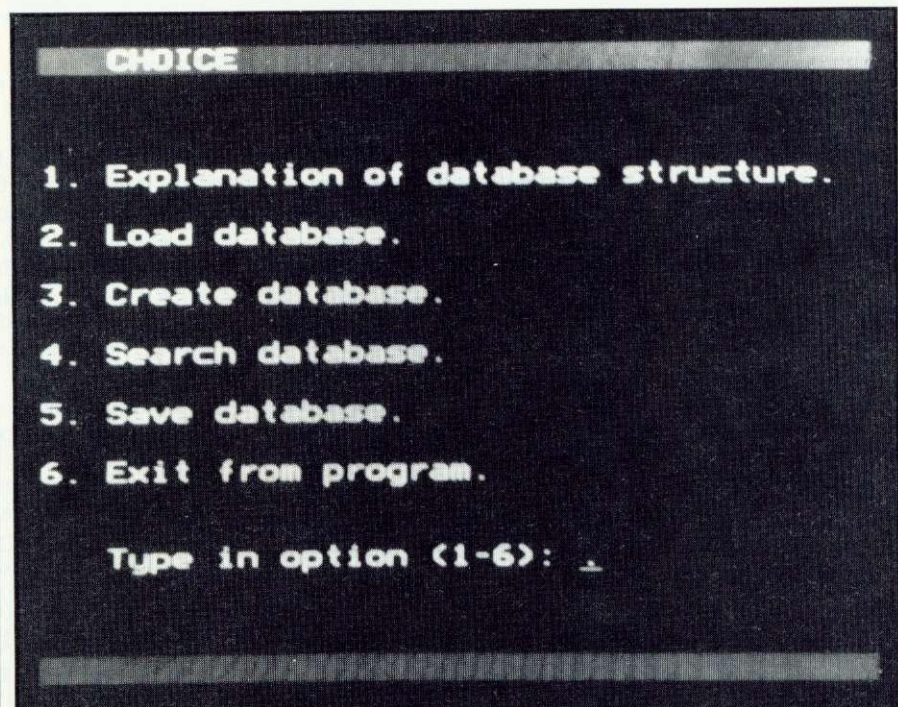 CHOICE
1. Explanation of database structure.
2. Load database.
3. Create database.
4. Search database.
5. Save database.
6. Exit from program.
Type in option (1-6): .